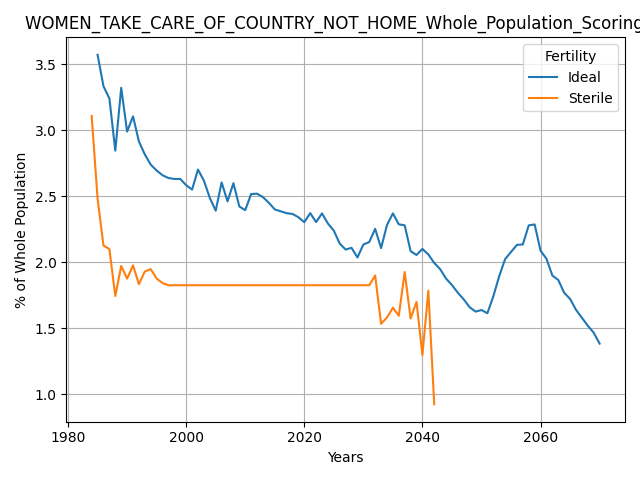 WOMEN_TAKE_CARE_OF_COUNTRY_NOT_HOME_Whole_Population_Scoring
Fertility
Ideal
Sterile
% of Whole Population
3.5
3.0
2.5
2.0
1.5
1.0
1980
2000
2020
2040
2060
Years